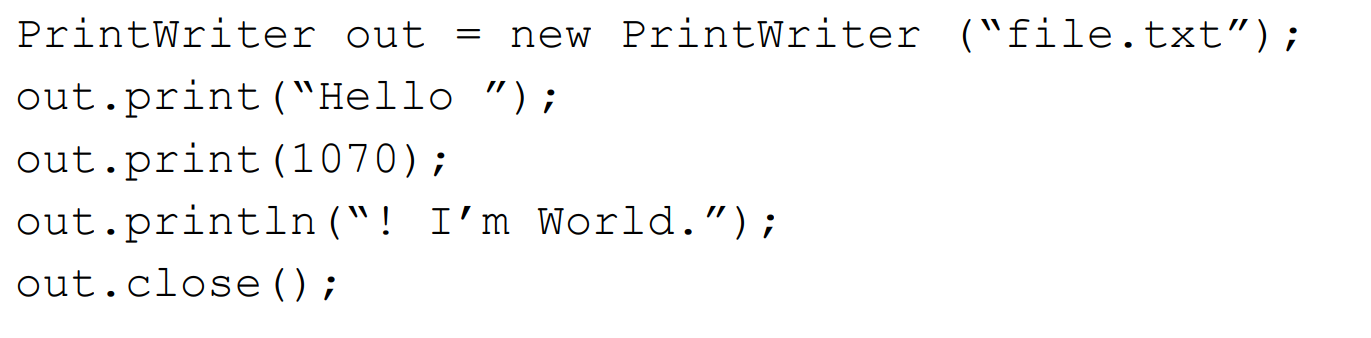 PrintWriter out = new PrintWriter (“file.txt”);
out.print(“Hello ”);
out.print(1070);
out.println(“! I’m World.”);
out.close();